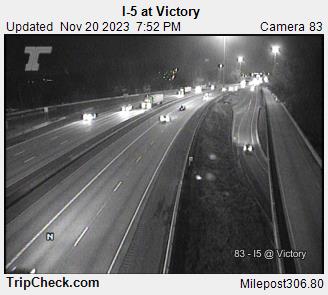 I-5 at Victory
Updated Nov 20 2023 7:52 PM Camera 83
T
N
83 - I5 @ Victory
TripCheck.com Milepost306.80